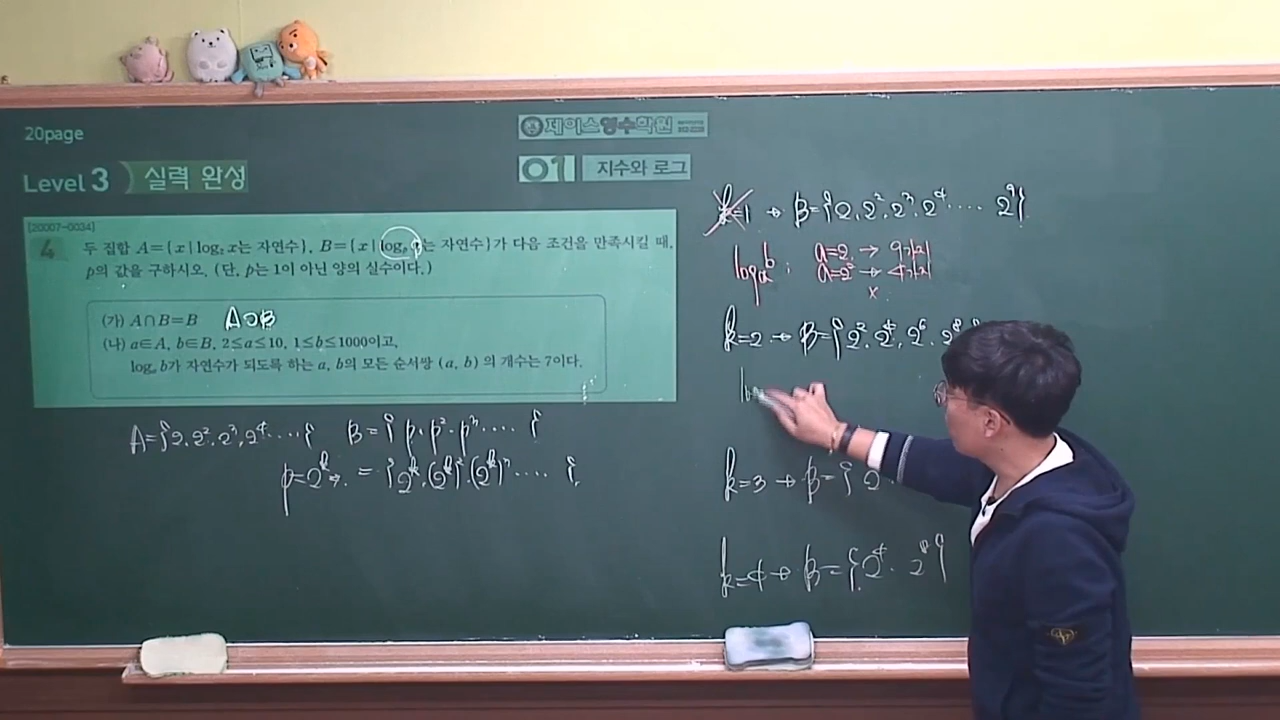 20page
제이스영수학원
Level 3 실력 완성
01 지수와 로그
[20007-0034]
4 두 집합 A={x|log₂ x는 자연수}, B={x|logₚ x는 자연수}가 다음 조건을 만족시킬 때,
p의 값을 구하시오. (단, p는 1이 아닌 양의 실수이다.)
(가) A∩B=B A⊃B
(나) a∈A, b∈B, 2≤a≤10, 1≤b≤1000이고,
logₐ b가 자연수가 되도록 하는 a, b의 모든 순서쌍 (a, b)의 개수는 7이다.
A={2, 2², 2³, 2⁴, ....} B={p, p², p³, ....}
p=2ᵏ → = {2ᵏ, (2ᵏ)², (2ᵏ)³, ....}
k=1 → B={2, 2², 2³, 2⁴, .... 2⁹}
logₐ b : a=2 → 9가지
a=2² → 4가지
x
k=2 → B={2², 2⁴, 2⁶, 2⁸
k=3 → B={2
k=4 → B={2⁴, 2⁸}